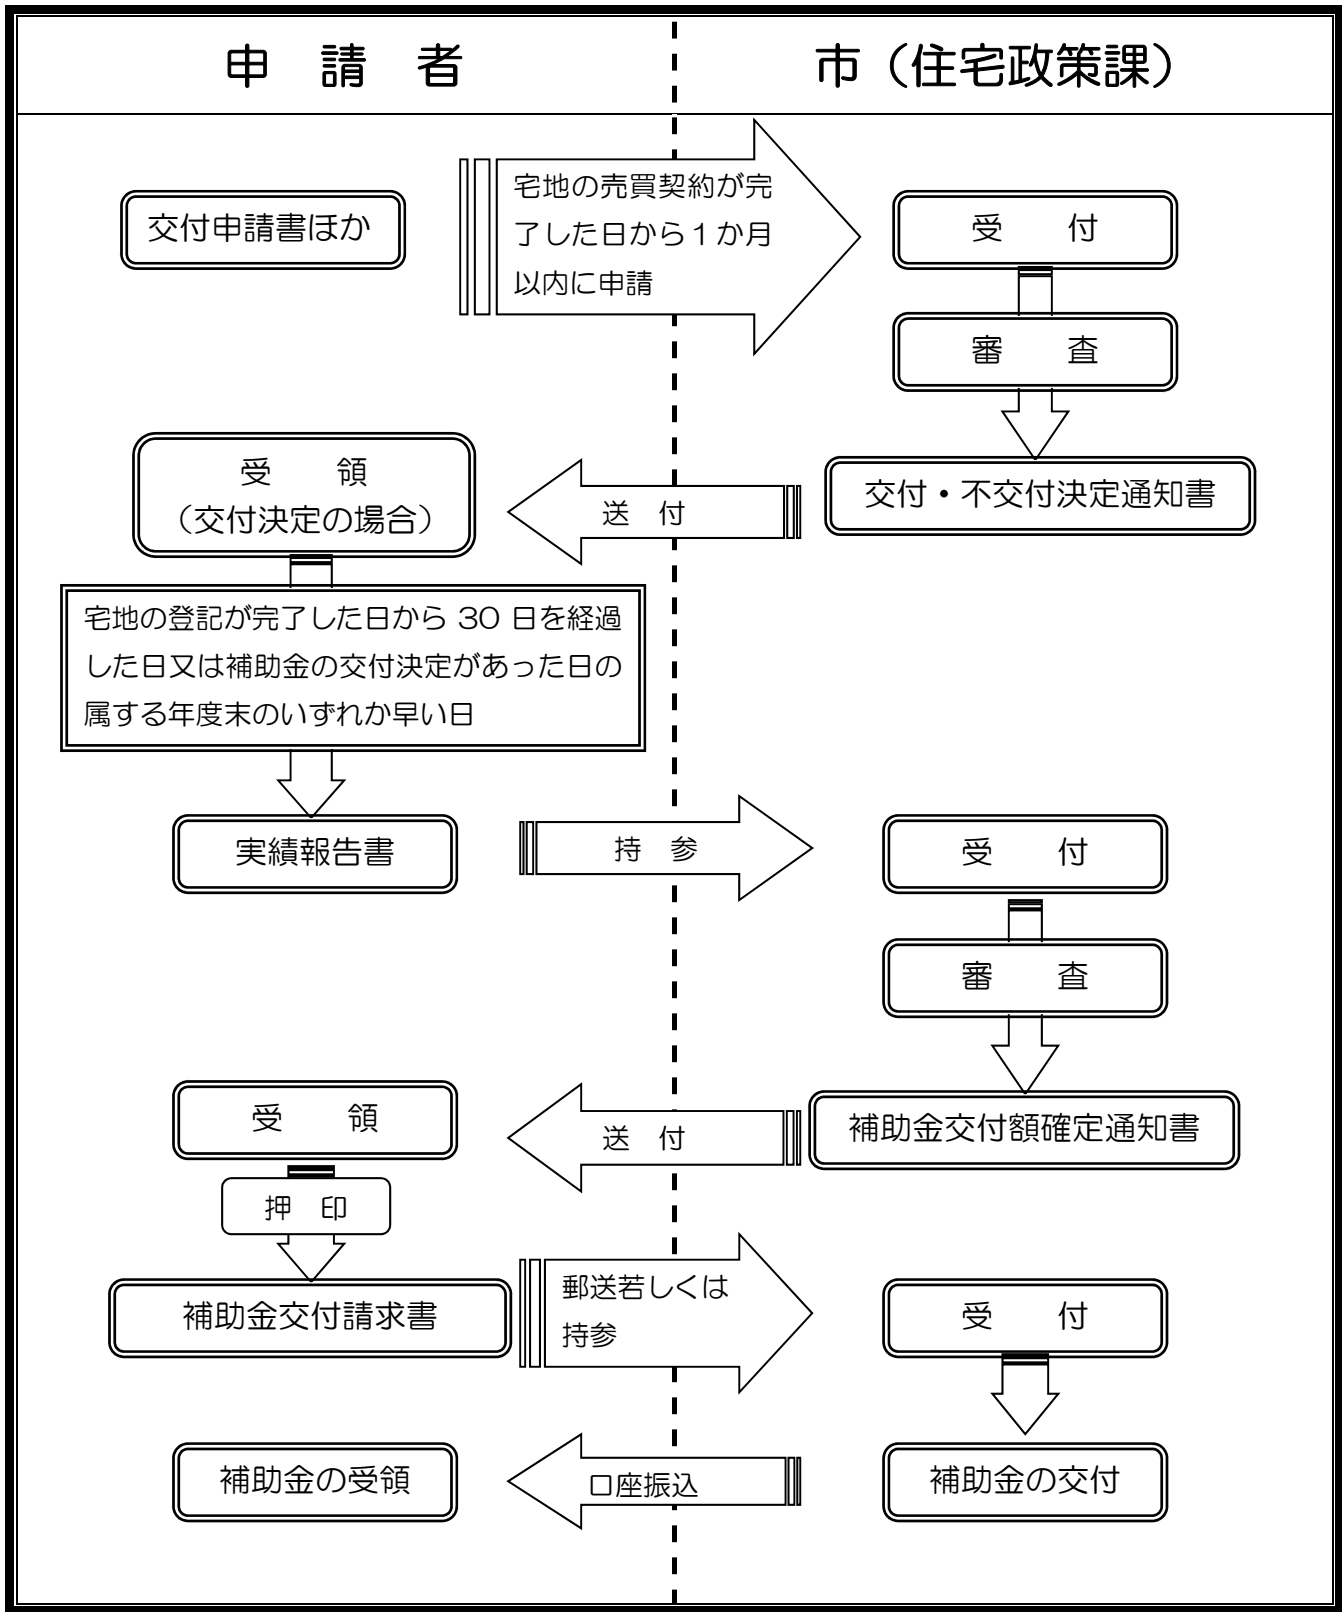 申　請　者
市（住宅政策課）
交付申請書ほか
宅地の売買契約が完
了した日から１か月
以内に申請
受　付
審　査
交付・不交付決定通知書
送　付
受　領
（交付決定の場合）
宅地の登記が完了した日から 30 日を経過
した日又は補助金の交付決定があった日の
属する年度末のいずれか早い日
実績報告書
持　参
受　付
審　査
補助金交付額確定通知書
送　付
受　領
押　印
補助金交付請求書
郵送若しくは
持参
受　付
補助金の交付
口座振込
補助金の受領